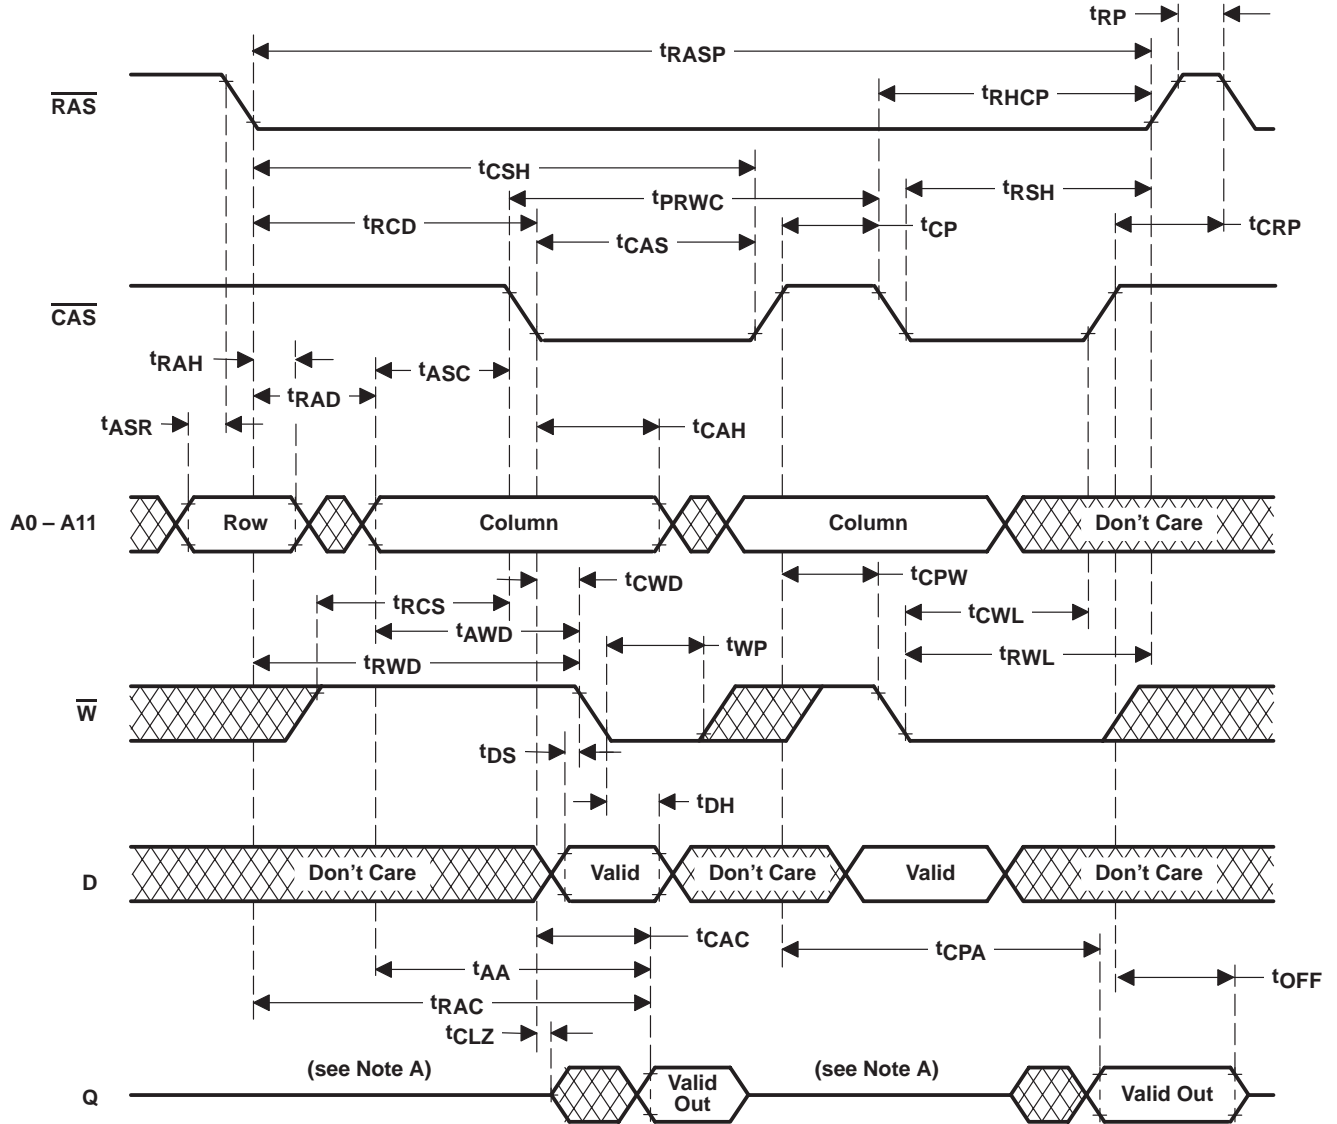 tRP
tRASP
RAS
tRHCP
tCSH
tRSH
tPRWC
tRCD
tCP
tCRP
tCAS
CAS
tRAH
tASC
tRAD
tASR
tCAH
A0 – A11
Row
Column
Column
Don't Care
tCWD
tCPW
tRCS
tCWL
tAWD
tWP
tRWD
tRWL
W
tDS
tDH
D
Don't Care
Valid
Don't Care
Valid
Don't Care
tCAC
tCPA
tAA
tOFF
tRAC
tCLZ
(see Note A)
(see Note A)
Q
Valid
Out
Valid Out